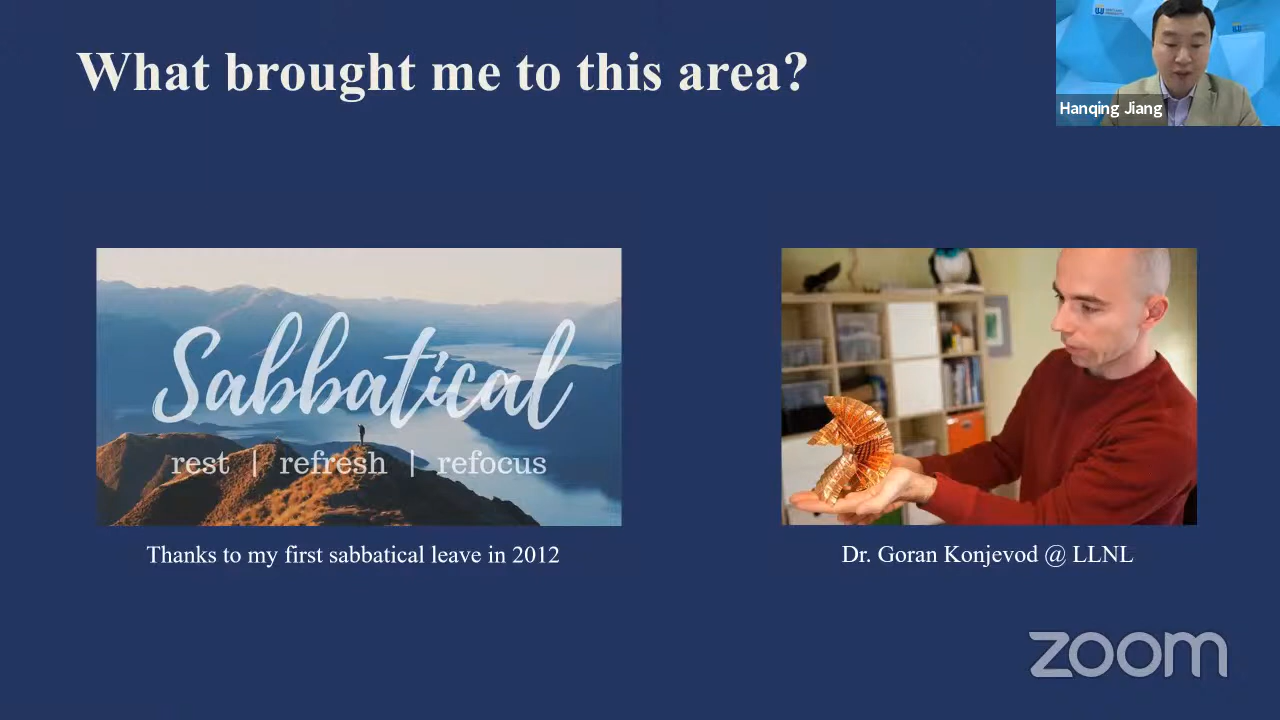 What brought me to this area?
Hanqing Jiang
Sabbatical
rest | refresh | refocus
Thanks to my first sabbatical leave in 2012
Dr. Goran Konjevod @ LLNL
zoom